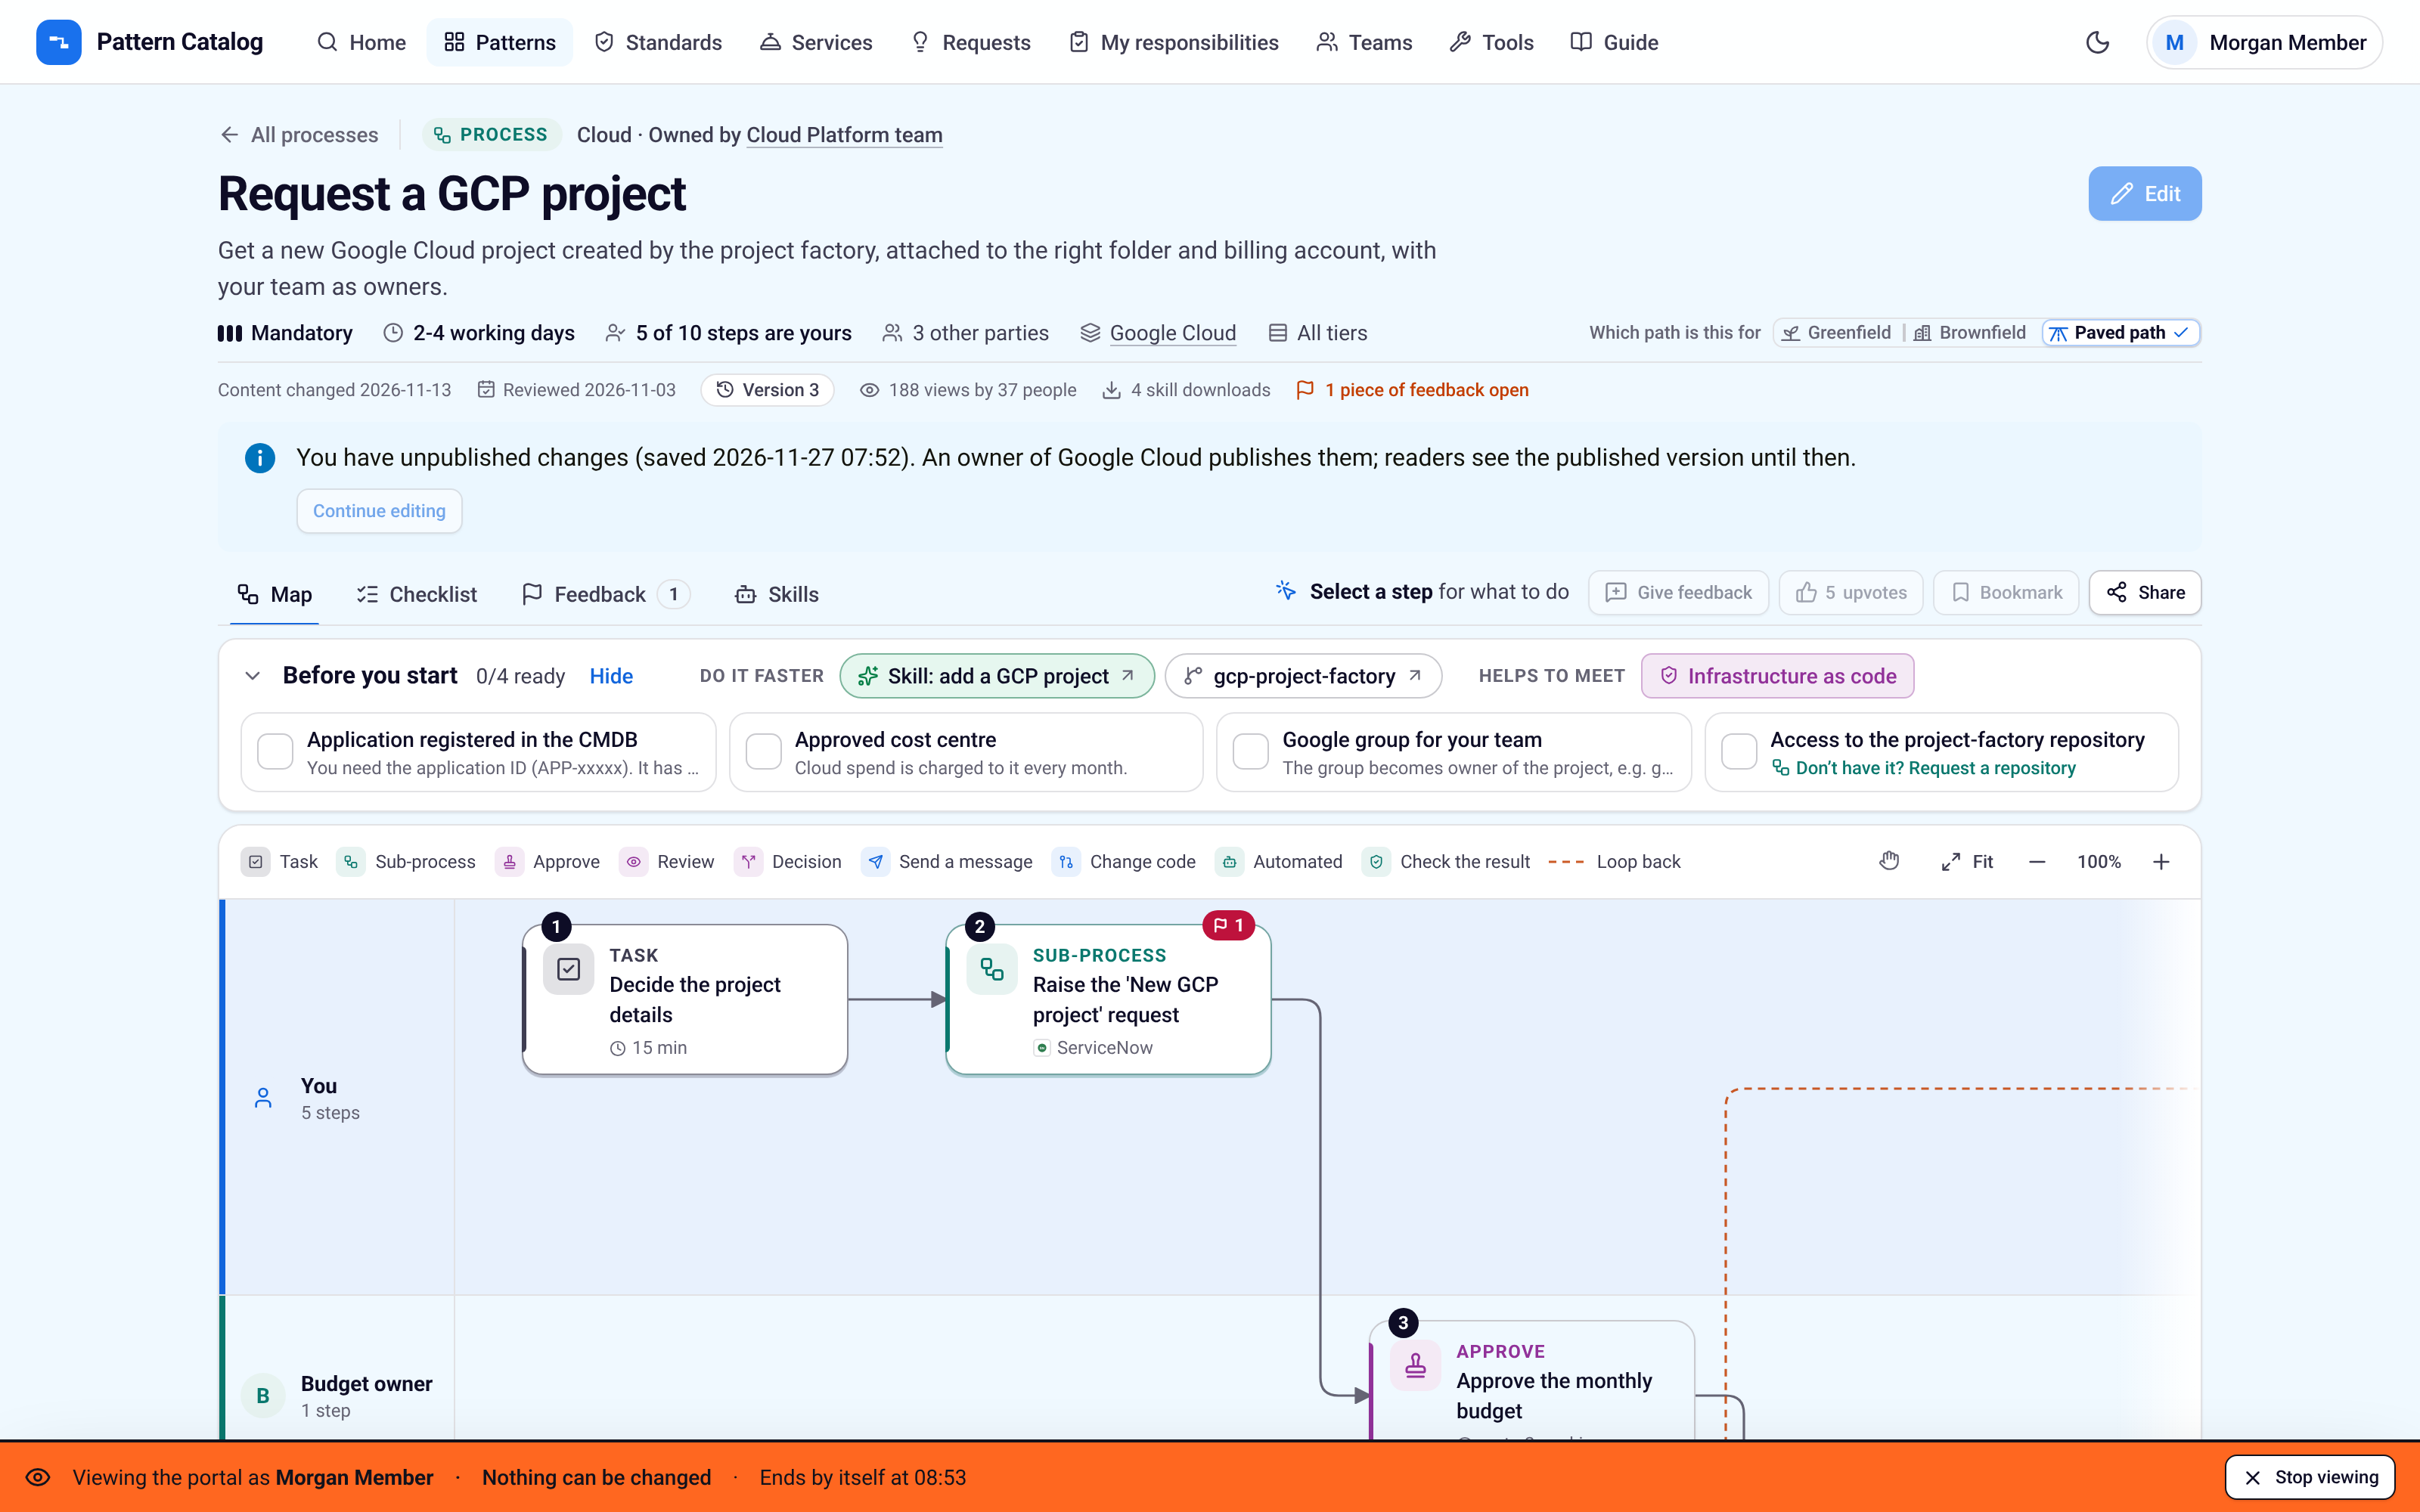 Pattern Catalog
Home
Patterns
Standards
Services
Requests
My responsibilities
Teams
Tools
Guide
M
Morgan Member
All processes
PROCESS
Cloud · Owned by Cloud Platform team
Request a GCP project
Edit
Get a new Google Cloud project created by the project factory, attached to the right folder and billing account, with
your team as owners.
Mandatory
2-4 working days
5 of 10 steps are yours
3 other parties
Google Cloud
All tiers
Which path is this for
Greenfield
Brownfield
Paved path
Content changed 2026-11-13
Reviewed 2026-11-03
Version 3
188 views by 37 people
4 skill downloads
1 piece of feedback open
You have unpublished changes (saved 2026-11-27 07:52). An owner of Google Cloud publishes them; readers see the published version until then.
Continue editing
Map
Checklist
Feedback 1
Skills
Select a step for what to do
Give feedback
5 upvotes
Bookmark
Share
Before you start
0/4 ready
Hide
DO IT FASTER
Skill: add a GCP project
gcp-project-factory
HELPS TO MEET
Infrastructure as code
Application registered in the CMDB
You need the application ID (APP-xxxxx). It has …
Approved cost centre
Cloud spend is charged to it every month.
Google group for your team
The group becomes owner of the project, e.g. g…
Access to the project-factory repository
Don't have it? Request a repository
Task
Sub-process
Approve
Review
Decision
Send a message
Change code
Automated
Check the result
Loop back
Fit
100%
1
TASK
Decide the project
details
15 min
2
1
SUB-PROCESS
Raise the 'New GCP
project' request
ServiceNow
You
5 steps
3
APPROVE
Approve the monthly
budget
B
Budget owner
1 step
Viewing the portal as Morgan Member · Nothing can be changed · Ends by itself at 08:53
Stop viewing